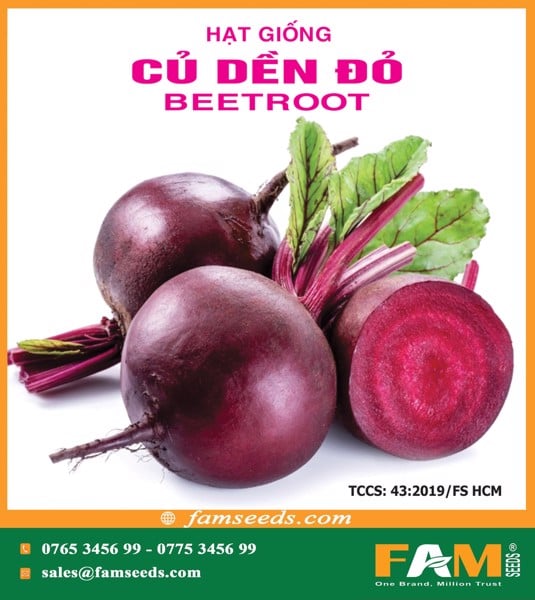 HẠT GIỐNG
CỦ DỀN ĐỎ
BEETROOT
TCCS: 43:2019/FS HCM
famseeds.com
0765 3456 99 - 0775 3456 99
sales@famseeds.com
FAM SEEDS®
One Brand, Million Trust